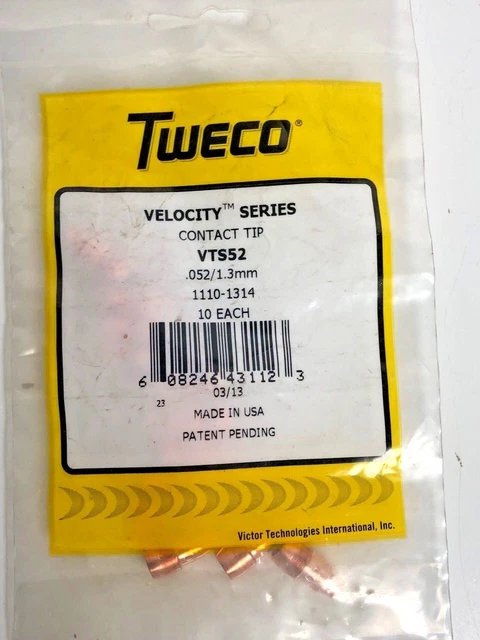 TWECO®
VELOCITY™ SERIES
CONTACT TIP
VTS52
.052/1.3mm
1110-1314
10 EACH
6 08246 43112 3
03/13
23
MADE IN USA
PATENT PENDING
Victor Technologies International, Inc.